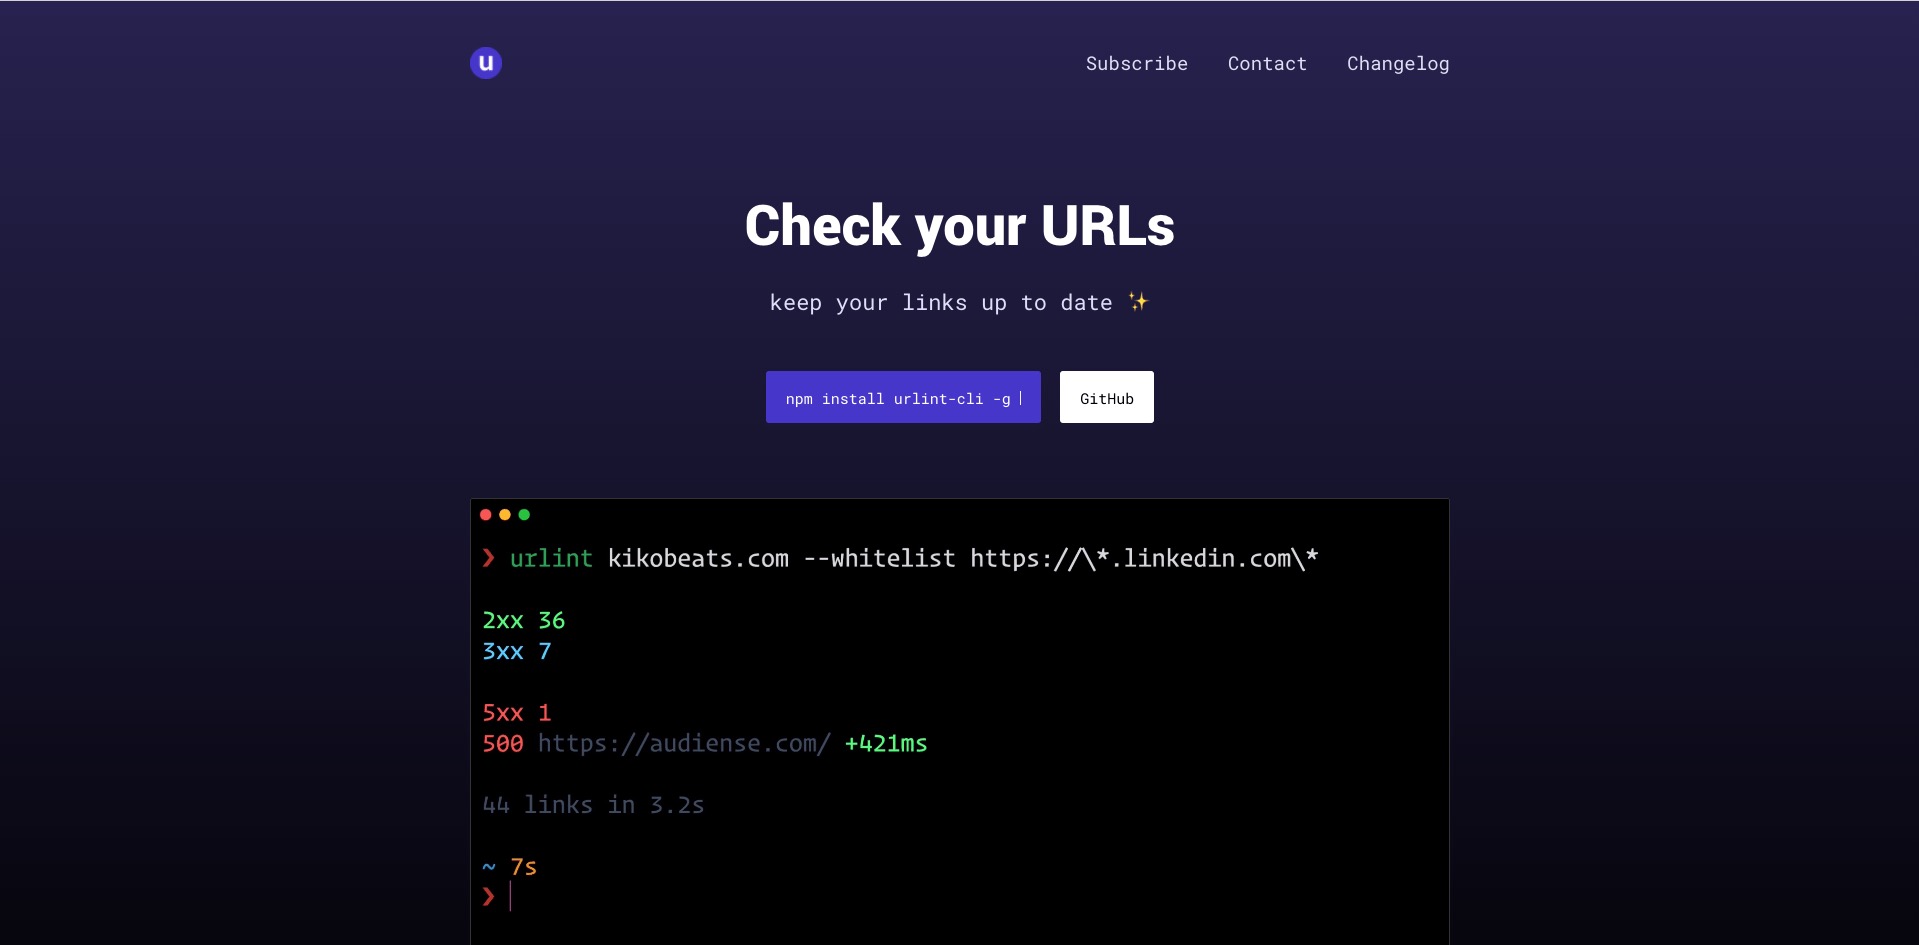 u
Subscribe Contact Changelog
Check your URLs
keep your links up to date ✨
npm install urlint-cli -g |
GitHub
❯ urlint kikobeats.com --whitelist https://\*.linkedin.com\*
2xx 36
3xx 7
5xx 1
500 https://audiense.com/ +421ms
44 links in 3.2s
~ 7s
❯